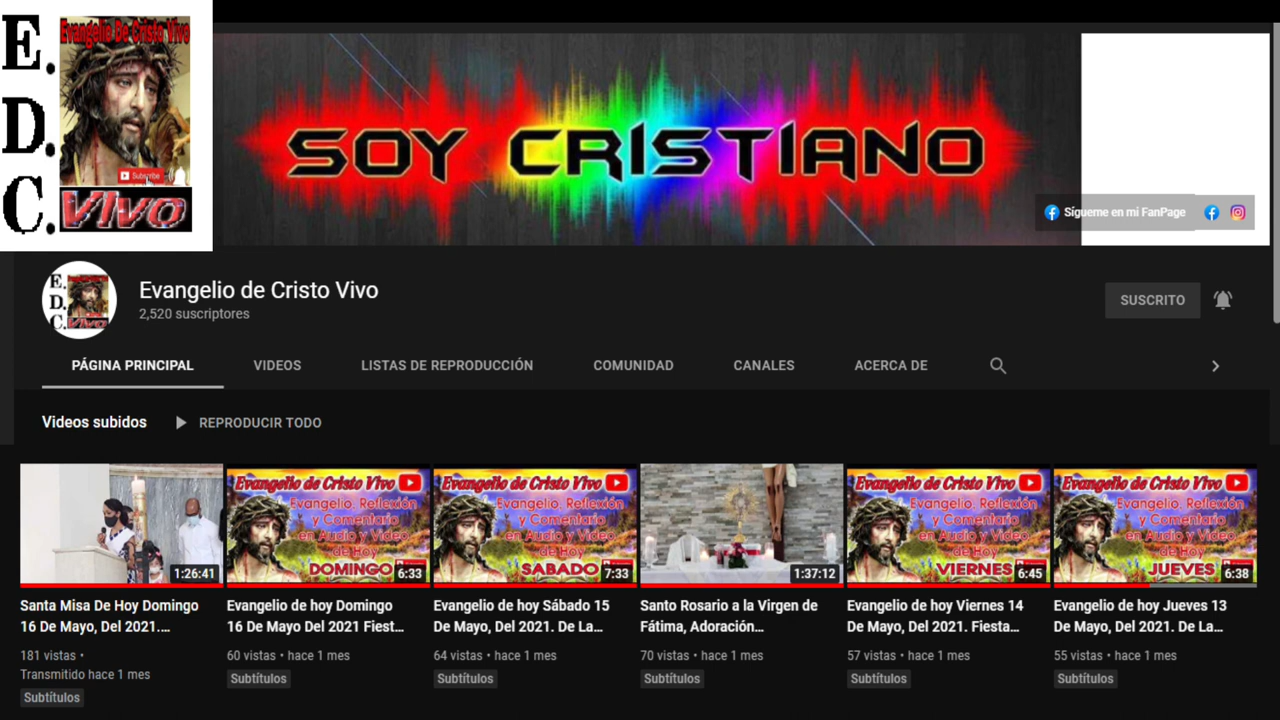 E.
D.
C.
Evangelio De Cristo Vivo
Subscribe
Vivo
SOY CRISTIANO
Sígueme en mi FanPage
E.
D.
C.
Vivo
Evangelio de Cristo Vivo
2,520 suscriptores
SUSCRITO
PÁGINA PRINCIPAL VIDEOS LISTAS DE REPRODUCCIÓN COMUNIDAD CANALES ACERCA DE
Videos subidos REPRODUCIR TODO
1:26:41
Santa Misa De Hoy Domingo
16 De Mayo, Del 2021....
181 vistas •
Transmitido hace 1 mes
Subtítulos
Evangelio de Cristo Vivo
Evangelio, Reflexión
y Comentario
en Audio y Video
de Hoy
DOMINGO 6:33
Evangelio de hoy Domingo
16 De Mayo Del 2021 Fiest...
60 vistas • hace 1 mes
Subtítulos
Evangelio de Cristo Vivo
Evangelio, Reflexión
y Comentario
en Audio y Video
de Hoy
SABADO 7:33
Evangelio de hoy Sábado 15
De Mayo, Del 2021. De La...
64 vistas • hace 1 mes
Subtítulos
1:37:12
Santo Rosario a la Virgen de
Fátima, Adoración...
70 vistas • hace 1 mes
Subtítulos
Evangelio de Cristo Vivo
Evangelio, Reflexión
y Comentario
en Audio y Video
de Hoy
VIERNES 6:45
Evangelio de hoy Viernes 14
De Mayo, Del 2021. Fiesta...
57 vistas • hace 1 mes
Subtítulos
Evangelio de Cristo Vivo
Evangelio, Reflexión
y Comentario
en Audio y Video
de Hoy
JUEVES 6:38
Evangelio de hoy Jueves 13
De Mayo, Del 2021. De La...
55 vistas • hace 1 mes
Subtítulos